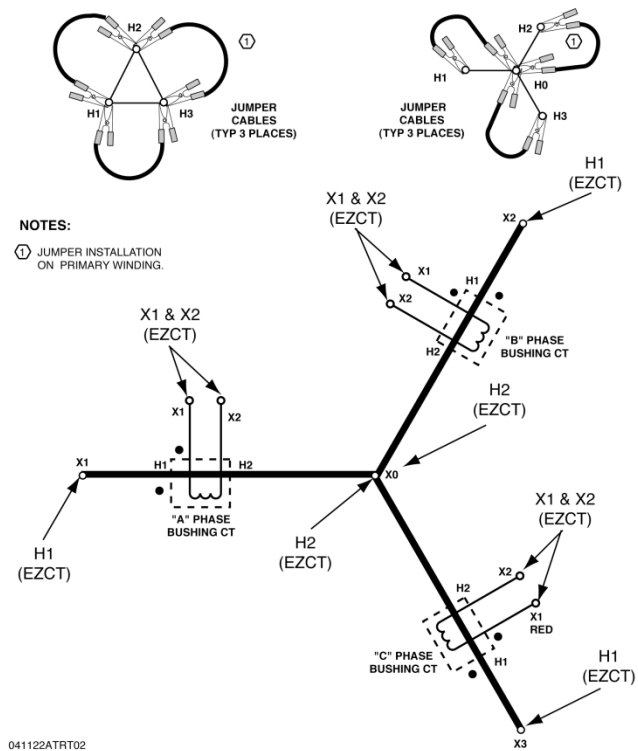 H2
1
H1
H3
JUMPER
CABLES
(TYP 3 PLACES)
H2
1
H1
H0
H3
JUMPER
CABLES
(TYP 3 PLACES)
NOTES:
1 JUMPER INSTALLATION
ON PRIMARY WINDING.
H1
(EZCT)
X1 & X2
(EZCT)
X2
X1
X2
H1
H2
"B" PHASE
BUSHING CT
X1 & X2
(EZCT)
X1
X2
H2
(EZCT)
X1
H1
H2
X0
"A" PHASE
BUSHING CT
H1
(EZCT)
H2
(EZCT)
X1 & X2
(EZCT)
X2
H2
X1
RED
H1
"C" PHASE
BUSHING CT
H1
(EZCT)
X3
041122ATRT02